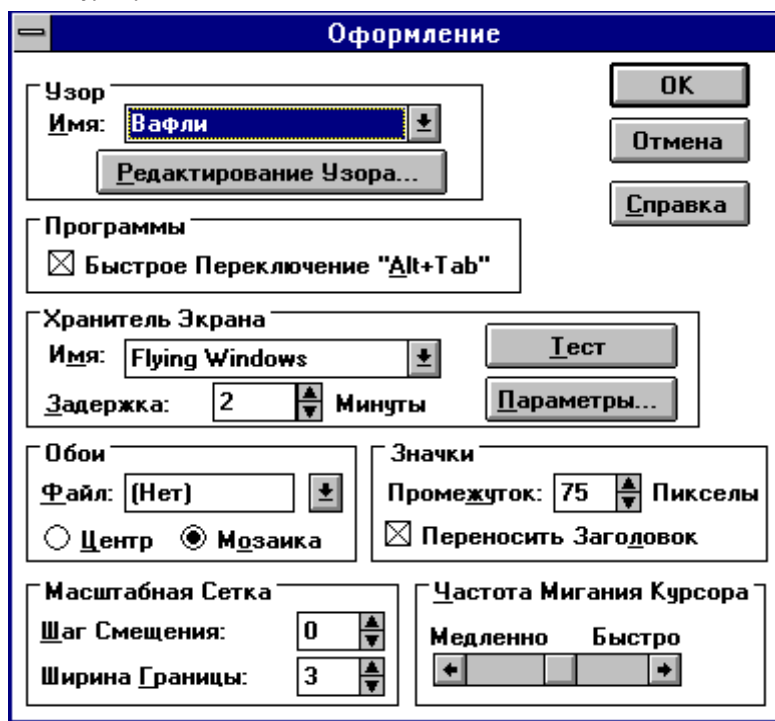 Оформление
Узор
Имя: Вафли
Редактирование Узора...
OK
Отмена
Справка
Программы
Быстрое Переключение "Alt+Tab"
Хранитель Экрана
Имя: Flying Windows
Тест
Задержка: 2 Минуты
Параметры...
Обои
Файл: (Нет)
Центр Мозаика
Значки
Промежуток: 75 Пикселы
Переносить Заголовок
Масштабная Сетка
Шаг Смещения: 0
Ширина Границы: 3
Частота Мигания Курсора
Медленно Быстро